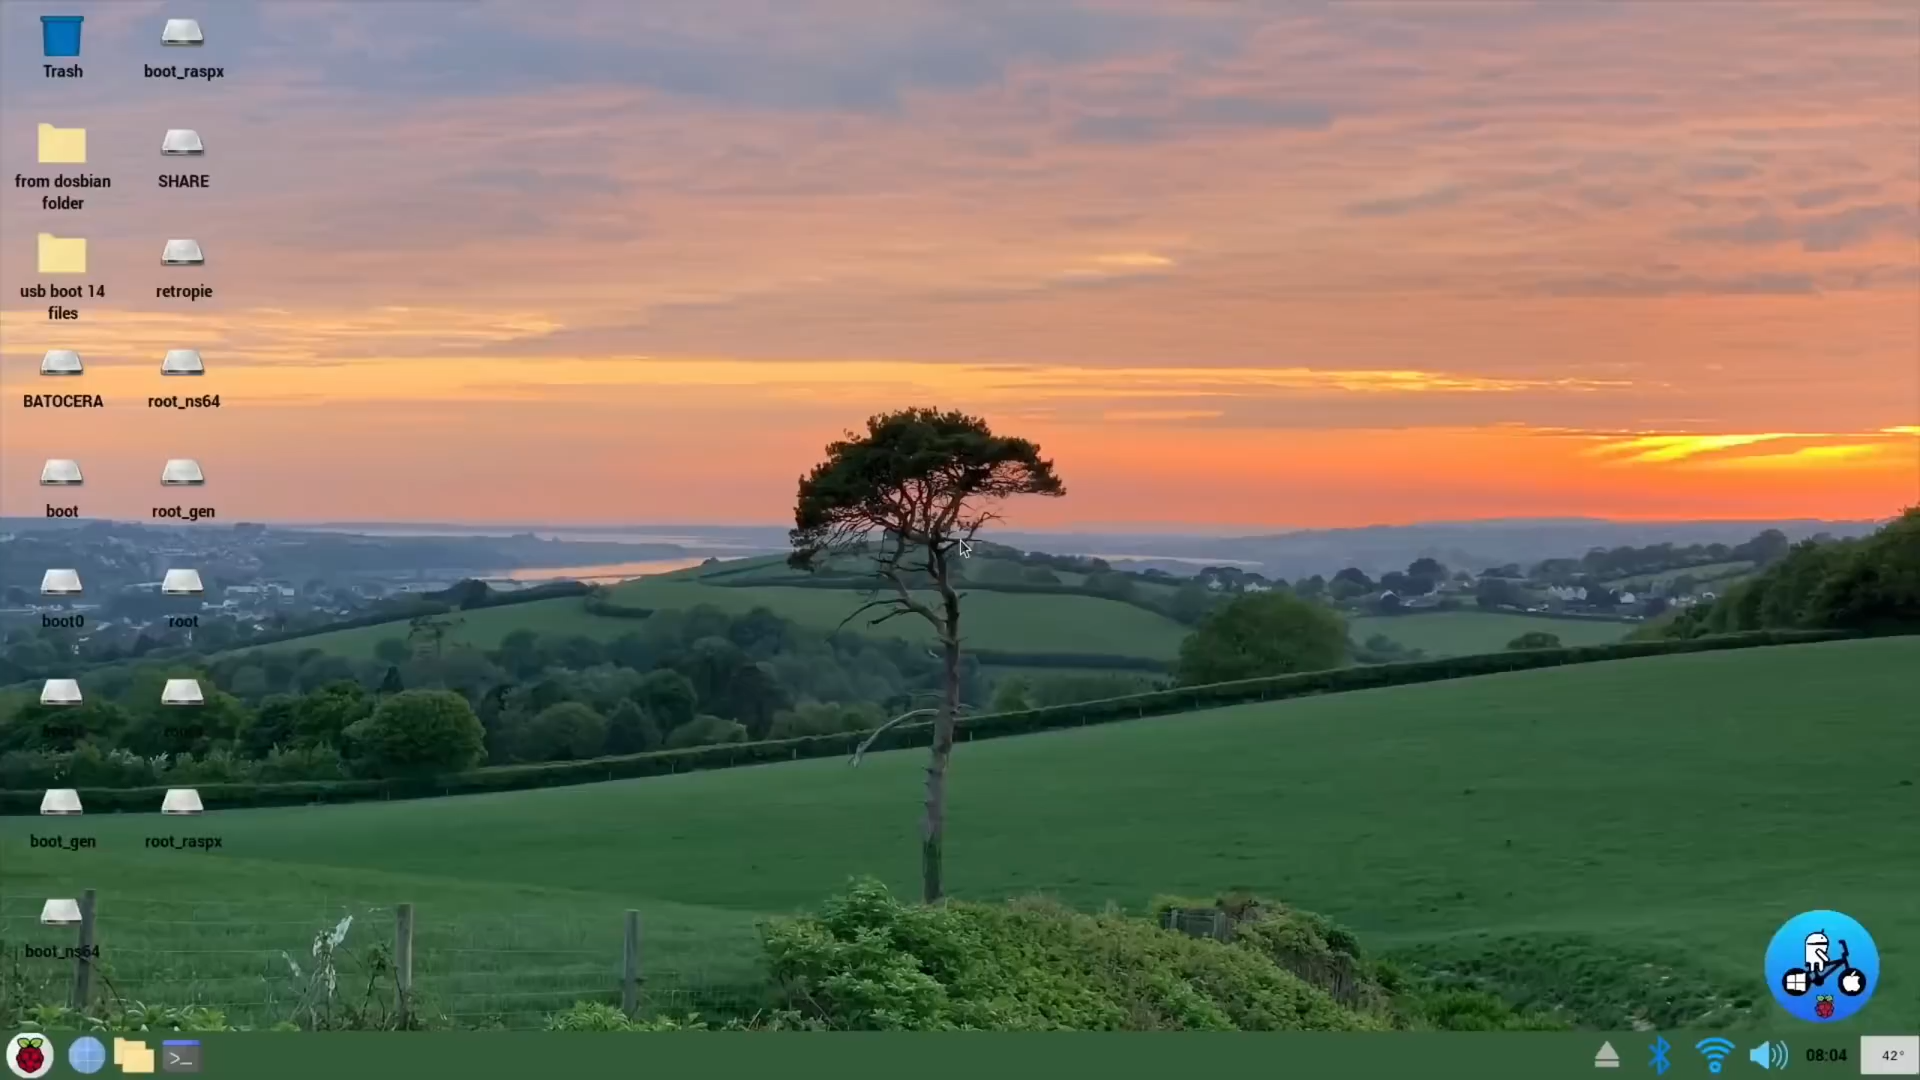 Trash
boot_raspx
from dosbian
folder
SHARE
usb boot 14
files
retropie
BATOCERA
root_ns64
boot
root_gen
boot0
root
boot_gen
root_raspx
boot_ns64
>_
08:04
42°